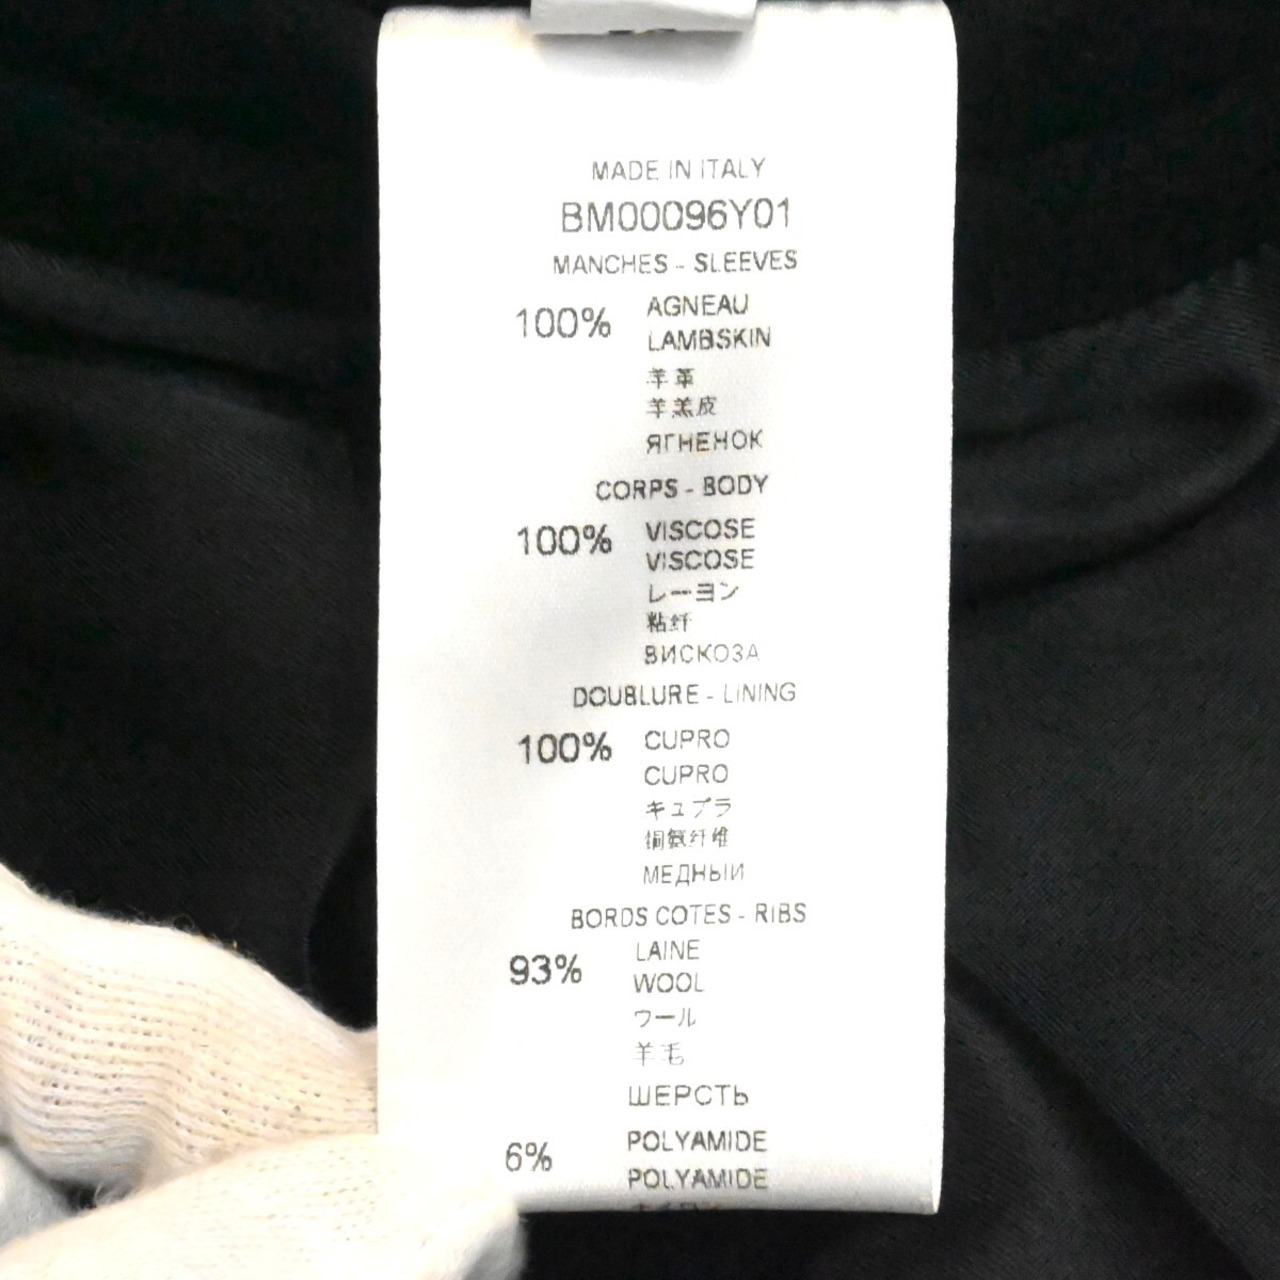 MADE IN ITALY
BM00096Y01
MANCHES - SLEEVES
100% AGNEAU
LAMBSKIN
羊革
羊羔皮
ЯГНЕНОК
CORPS - BODY
100% VISCOSE
VISCOSE
レーヨン
粘纤
ВИСКОЗА
DOUBLURE - LINING
100% CUPRO
CUPRO
キュプラ
铜氨纤维
МЕДНЫЙ
BORDS COTES - RIBS
93% LAINE
WOOL
ウール
羊毛
ШЕРСТЬ
6% POLYAMIDE
POLYAMIDE